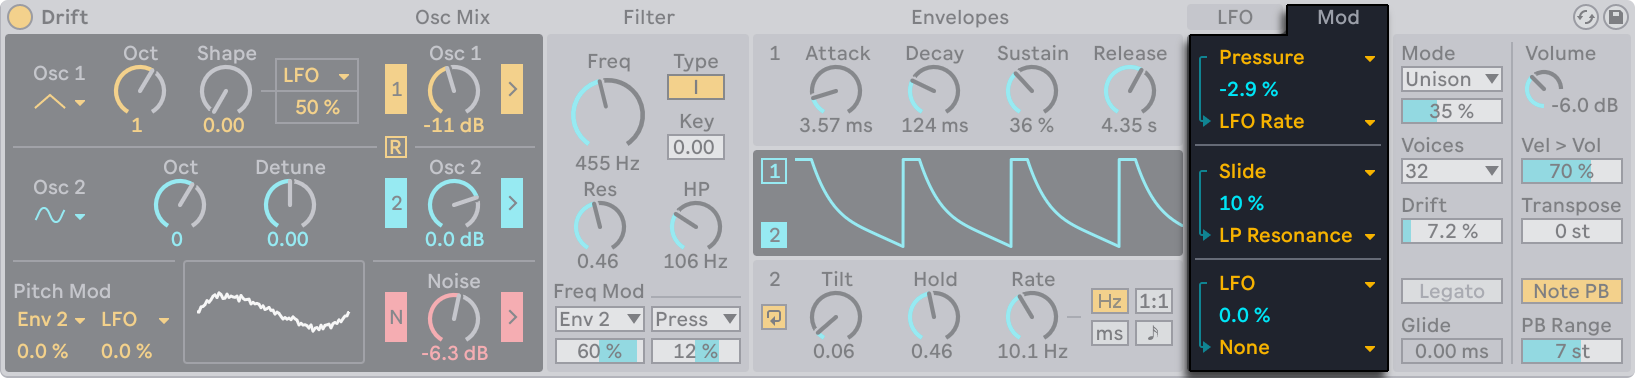 Drift
Osc Mix
Filter
Envelopes
LFO
Mod
Osc 1
Oct
1
Shape
0.00
LFO
50 %
1
Osc 1
-11 dB
R
Osc 2
Oct
0
Detune
0.00
2
Osc 2
0.0 dB
Pitch Mod
Env 2
LFO
0.0 %
0.0 %
N
Noise
-6.3 dB
Freq
455 Hz
Type
I
Key
0.00
Res
0.46
HP
106 Hz
Freq Mod
Env 2
Press
60 %
12 %
1
Attack
3.57 ms
Decay
124 ms
Sustain
36 %
Release
4.35 s
1
2
2
Tilt
0.06
Hold
0.46
Rate
10.1 Hz
Hz
1:1
ms
Pressure
-2.9 %
LFO Rate
Slide
10 %
LP Resonance
LFO
0.0 %
None
Mode
Unison
35 %
Voices
32
Drift
7.2 %
Legato
Glide
0.00 ms
Volume
-6.0 dB
Vel > Vol
70 %
Transpose
0 st
Note PB
PB Range
7 st